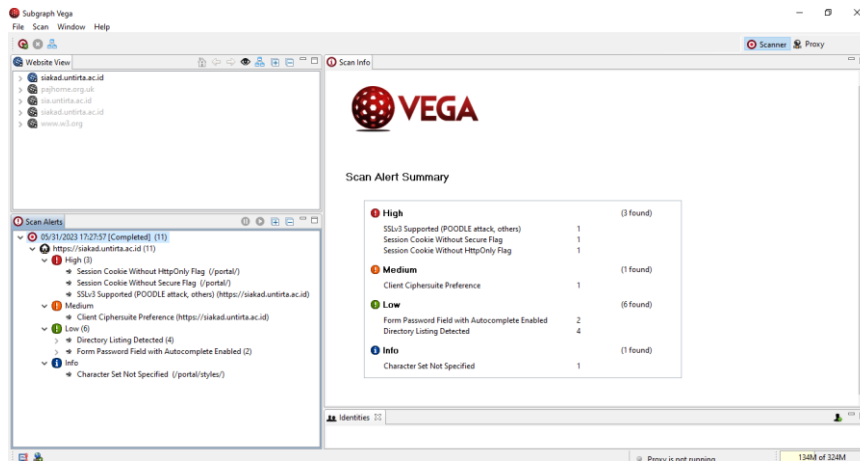 Subgraph Vega
File Scan Window Help
Scanner Proxy
Website View
siakad.untirta.ac.id
pajhome.org.uk
sia.untirta.ac.id
siakad.untirta.ac.id
www.w3.org
Scan Alerts
05/31/2023 17:27:57 [Completed] (11)
https://siakad.untirta.ac.id (11)
High (3)
Session Cookie Without HttpOnly Flag (/portal/)
Session Cookie Without Secure Flag (/portal/)
SSLv3 Supported (POODLE attack, others) (https://siakad.untirta.ac.id)
Medium
Client Ciphersuite Preference (https://siakad.untirta.ac.id)
Low (6)
Directory Listing Detected (4)
Form Password Field with Autocomplete Enabled (2)
Info
Character Set Not Specified (/portal/styles/)
Scan Info
VEGA
Scan Alert Summary
High (3 found)
SSLv3 Supported (POODLE attack, others) 1
Session Cookie Without Secure Flag 1
Session Cookie Without HttpOnly Flag 1
Medium (1 found)
Client Ciphersuite Preference 1
Low (6 found)
Form Password Field with Autocomplete Enabled 2
Directory Listing Detected 4
Info (1 found)
Character Set Not Specified 1
Identities
Proxy is not running 134M of 324M